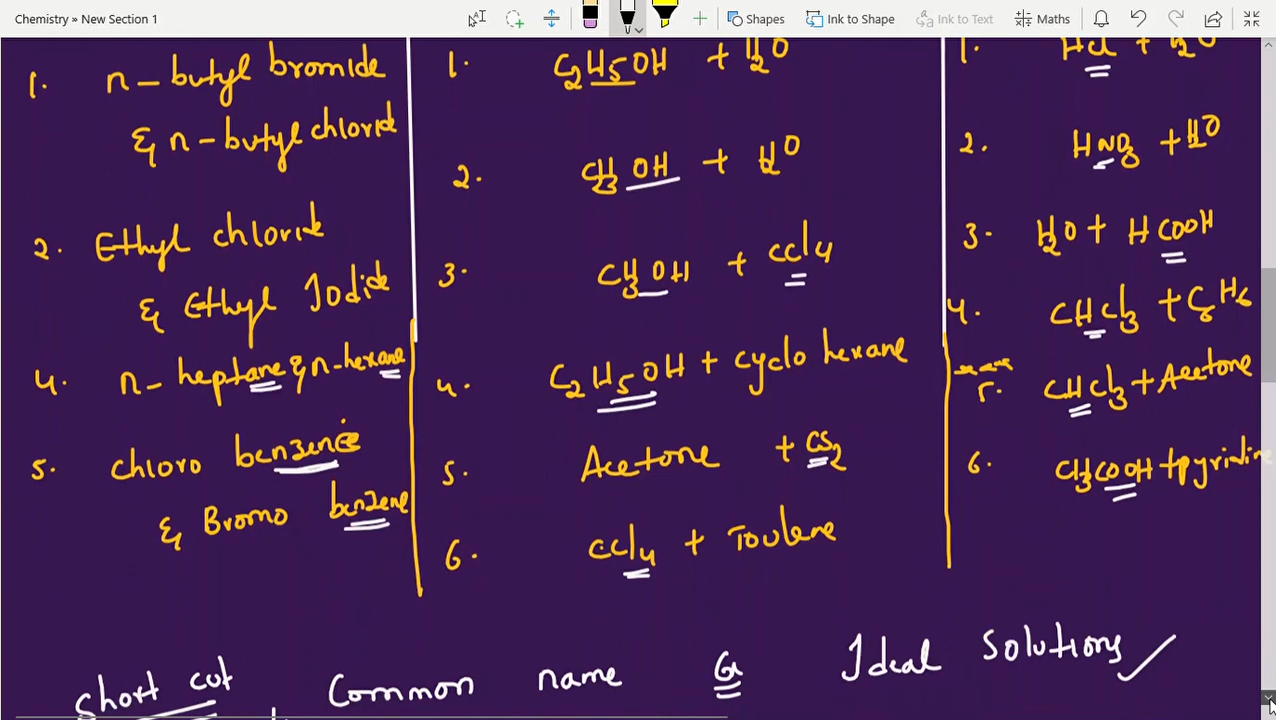 Chemistry » New Section 1
Shapes
Ink to Shape
Ink to Text
Maths
1. n-butyl bromide
& n-butyl chlorid
2. Ethyl chlorid
& Ethyl Iodid
4. n-heptane & n-hexane
5. chloro benzene
& Bromo benzene
1. C2H5OH + H2O
2. CH3OH + H2O
3. CH3OH + CCl4
4. C2H5OH + cyclo hexane
5. Acetone + CS2
6. CCl4 + Toulene
1. HCl + H2O
2. HNO3 + H2O
3. H2O + HCOOH
4. CHCl3 + C6H6
5. CHCl3 + Acetone
6. CH3COOH + pyridine
Short cut Common name Ideal Solutions